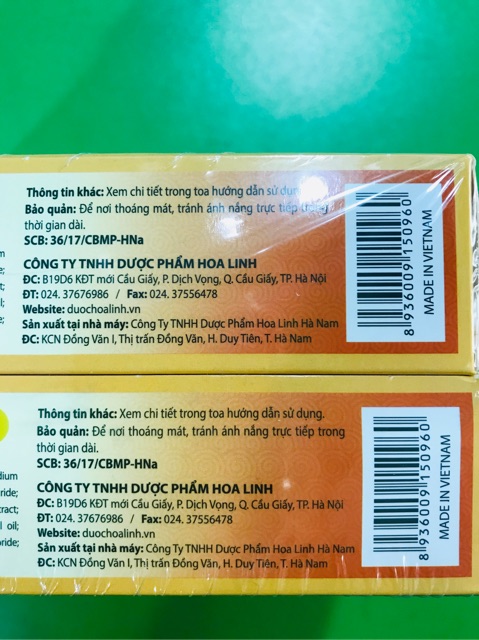 Thông tin khác: Xem chi tiết trong toa hướng dẫn sử dụng.
Bảo quản: Để nơi thoáng mát, tránh ánh nắng trực tiếp trong
thời gian dài.
SCB: 36/17/CBMP-HNa
CÔNG TY TNHH DƯỢC PHẨM HOA LINH
ĐC: B19D6 KĐT mới Cầu Giấy, P. Dịch Vọng, Q. Cầu Giấy, TP. Hà Nội
ĐT: 024. 37676986 / Fax: 024. 37556478
Website: duochoalinh.vn
Sản xuất tại nhà máy: Công Ty TNHH Dược Phẩm Hoa Linh Hà Nam
ĐC: KCN Đồng Văn I, Thị trấn Đồng Văn, H. Duy Tiên, T. Hà Nam
8 936009 150960
MADE IN VIETNAM
Thông tin khác: Xem chi tiết trong toa hướng dẫn sử dụng.
Bảo quản: Để nơi thoáng mát, tránh ánh nắng trực tiếp trong
thời gian dài.
SCB: 36/17/CBMP-HNa
CÔNG TY TNHH DƯỢC PHẨM HOA LINH
ĐC: B19D6 KĐT mới Cầu Giấy, P. Dịch Vọng, Q. Cầu Giấy, TP. Hà Nội
ĐT: 024. 37676986 / Fax: 024. 37556478
Website: duochoalinh.vn
Sản xuất tại nhà máy: Công Ty TNHH Dược Phẩm Hoa Linh Hà Nam
ĐC: KCN Đồng Văn I, Thị trấn Đồng Văn, H. Duy Tiên, T. Hà Nam
8 936009 150960
MADE IN VIETNAM
oil;